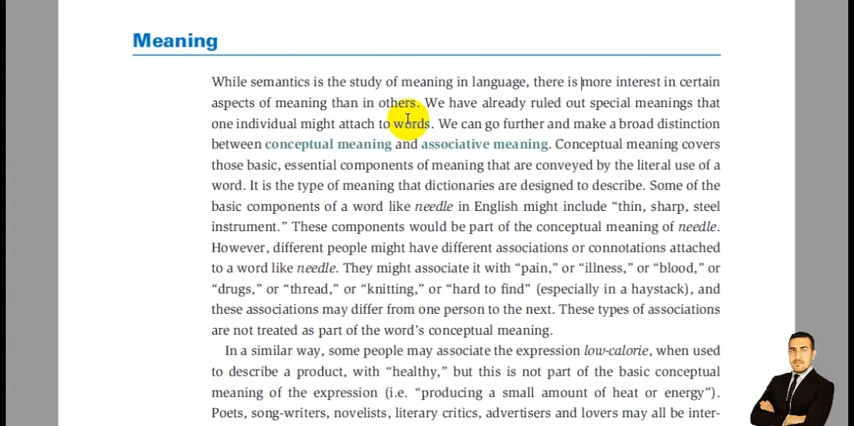 Meaning
While semantics is the study of meaning in language, there is more interest in certain
aspects of meaning than in others. We have already ruled out special meanings that
one individual might attach to words. We can go further and make a broad distinction
between conceptual meaning and associative meaning. Conceptual meaning covers
those basic, essential components of meaning that are conveyed by the literal use of a
word. It is the type of meaning that dictionaries are designed to describe. Some of the
basic components of a word like needle in English might include “thin, sharp, steel
instrument.” These components would be part of the conceptual meaning of needle.
However, different people might have different associations or connotations attached
to a word like needle. They might associate it with “pain,” or “illness,” or “blood,” or
“drugs,” or “thread,” or “knitting,” or “hard to find” (especially in a haystack), and
these associations may differ from one person to the next. These types of associations
are not treated as part of the word’s conceptual meaning.
In a similar way, some people may associate the expression low-calorie, when used
to describe a product, with “healthy,” but this is not part of the basic conceptual
meaning of the expression (i.e. “producing a small amount of heat or energy”).
Poets, song-writers, novelists, literary critics, advertisers and lovers may all be inter-